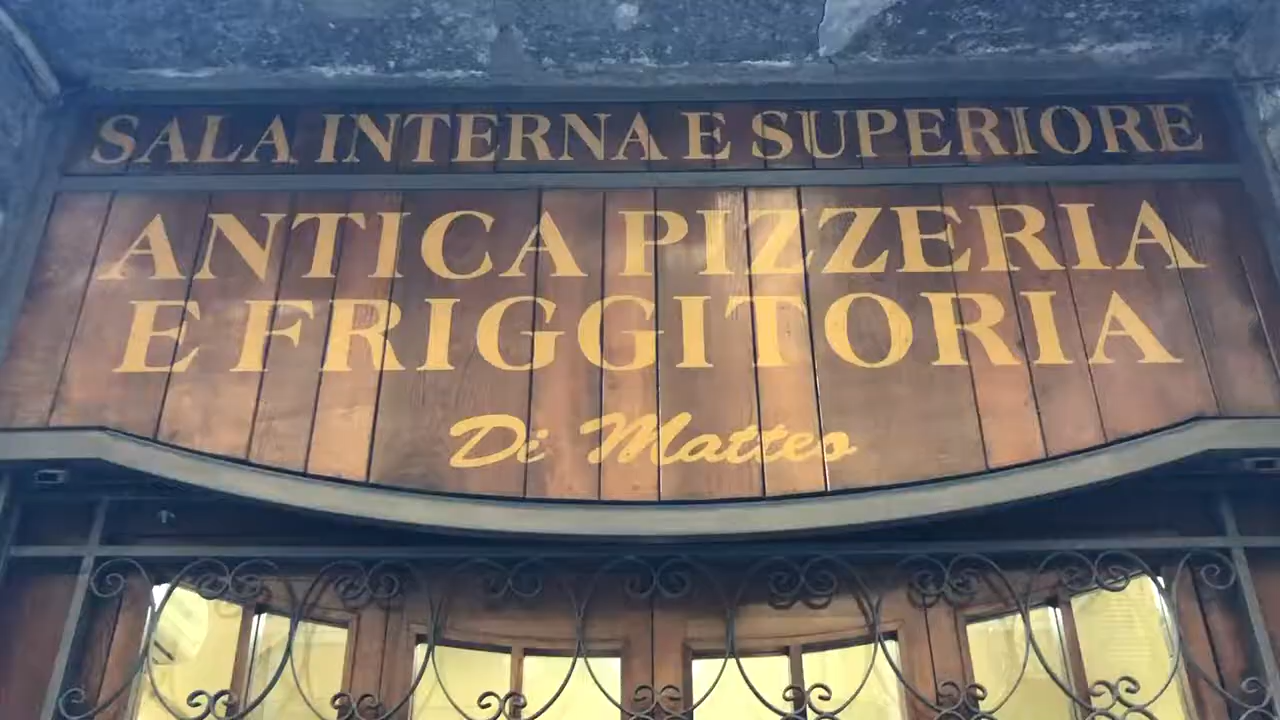 SALA INTERNA E SUPERIORE
ANTICA PIZZERIA
E FRIGGITORIA
Di Matteo